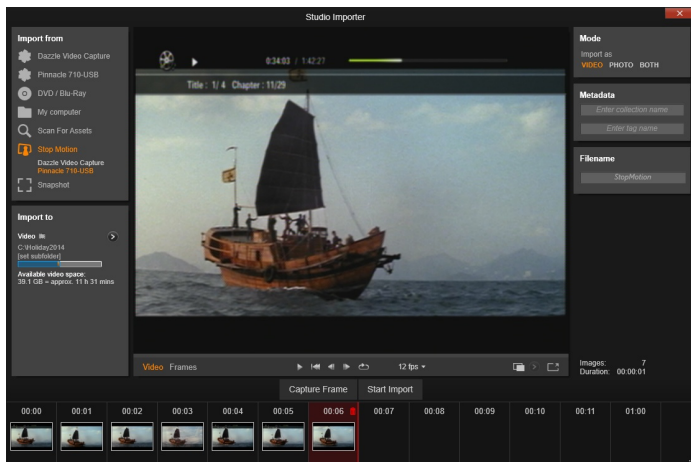 Studio Importer
Import from
Dazzle Video Capture
Pinnacle 710-USB
DVD / Blu-Ray
My computer
Scan For Assets
Stop Motion
Dazzle Video Capture
Pinnacle 710-USB
Snapshot
Import to
Video
C:\Holiday2014
[set subfolder]
Available video space:
39.1 GB = approx. 11 h 31 mins
0:34:03 / 1:42:27
Title : 1/ 4 Chapter : 11/29
Video Frames
12 fps
Mode
Import as
VIDEO PHOTO BOTH
Metadata
Enter collection name
Enter tag name
Filename
StopMotion
Images: 7
Duration: 00:00:01
Capture Frame Start Import
00:00 00:01 00:02 00:03 00:04 00:05 00:06 00:07 00:08 00:09 00:10 00:11 01:00